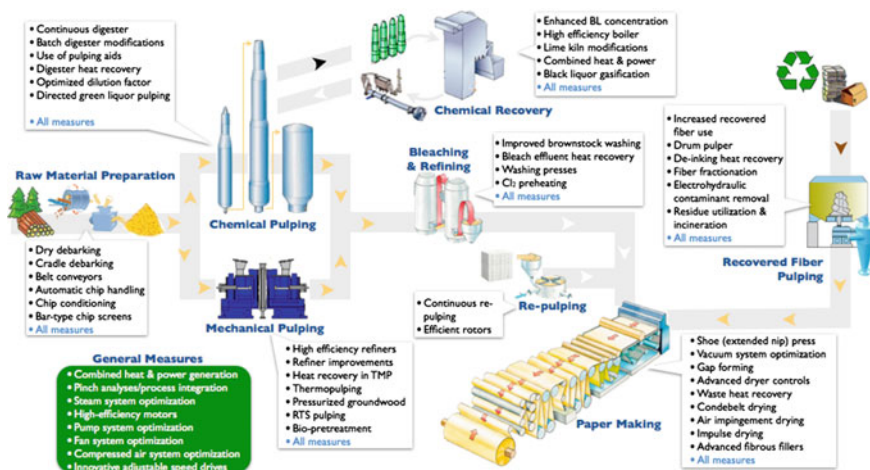 • Continuous digester
• Batch digester modifications
• Use of pulping aids
• Digester heat recovery
• Optimized dilution factor
• Directed green liquor pulping
• All measures
• Enhanced BL concentration
• High efficiency boiler
• Lime kiln modifications
• Combined heat & power
• Black liquor gasification
• All measures
Chemical Recovery
Raw Material Preparation
• Dry debarking
• Cradle debarking
• Belt conveyors
• Automatic chip handling
• Chip conditioning
• Bar-type chip screens
• All measures
Chemical Pulping
Bleaching
& Refining
• Improved brownstock washing
• Bleach effluent heat recovery
• Washing presses
• Cl₂ preheating
• All measures
• Increased recovered
fiber use
• Drum pulper
• De-inking heat recovery
• Fiber fractionation
• Electrohydraulic
contaminant removal
• Residue utilization &
incineration
• All measures
Recovered Fiber
Pulping
Mechanical Pulping
• High efficiency refiners
• Refiner improvements
• Heat recovery in TMP
• Thermopulping
• Pressurized groundwood
• RTS pulping
• Bio-pretreatment
• All measures
Re-pulping
• Continuous re-
pulping
• Efficient rotors
General Measures
• Combined heat & power generation
• Pinch analyses/process integration
• Steam system optimization
• High-efficiency motors
• Pump system optimization
• Fan system optimization
• Compressed air system optimization
• Innovative adjustable speed drives
Paper Making
• Shoe (extended nip) press
• Vacuum system optimization
• Gap forming
• Advanced dryer controls
• Waste heat recovery
• Condebelt drying
• Air impingement drying
• Impulse drying
• Advanced fibrous fillers
• All measures